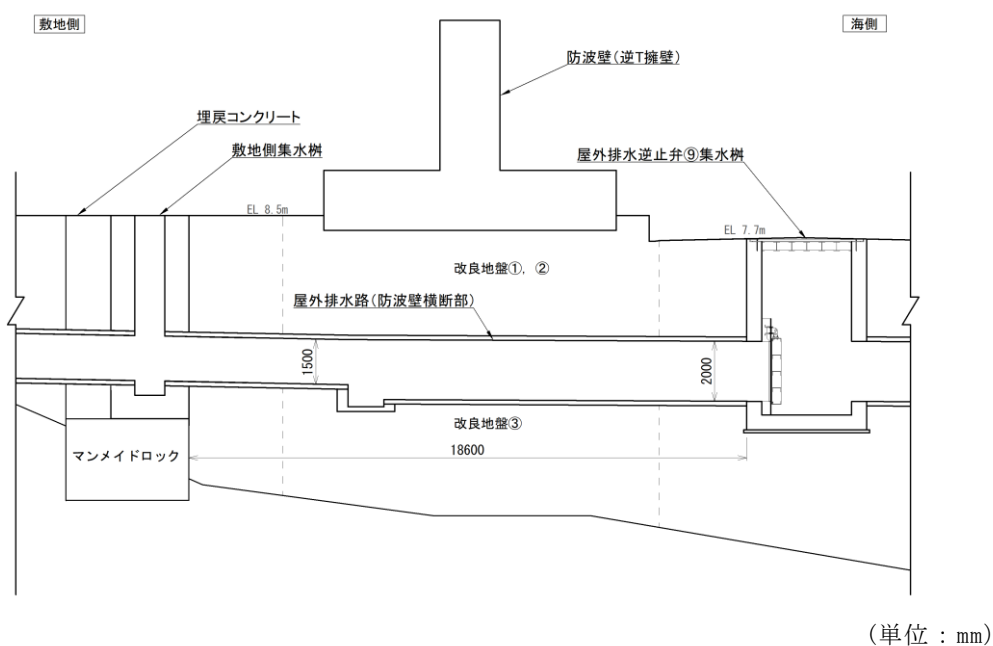 敷地側
海側
防波壁(逆T擁壁)
埋戻コンクリート
敷地側集水桝
屋外排水逆止弁⑨集水桝
EL 8.5m
EL 7.7m
改良地盤①, ②
屋外排水路(防波壁横断部)
1500
2000
改良地盤③
マンメイドロック
18600
(単位:mm)